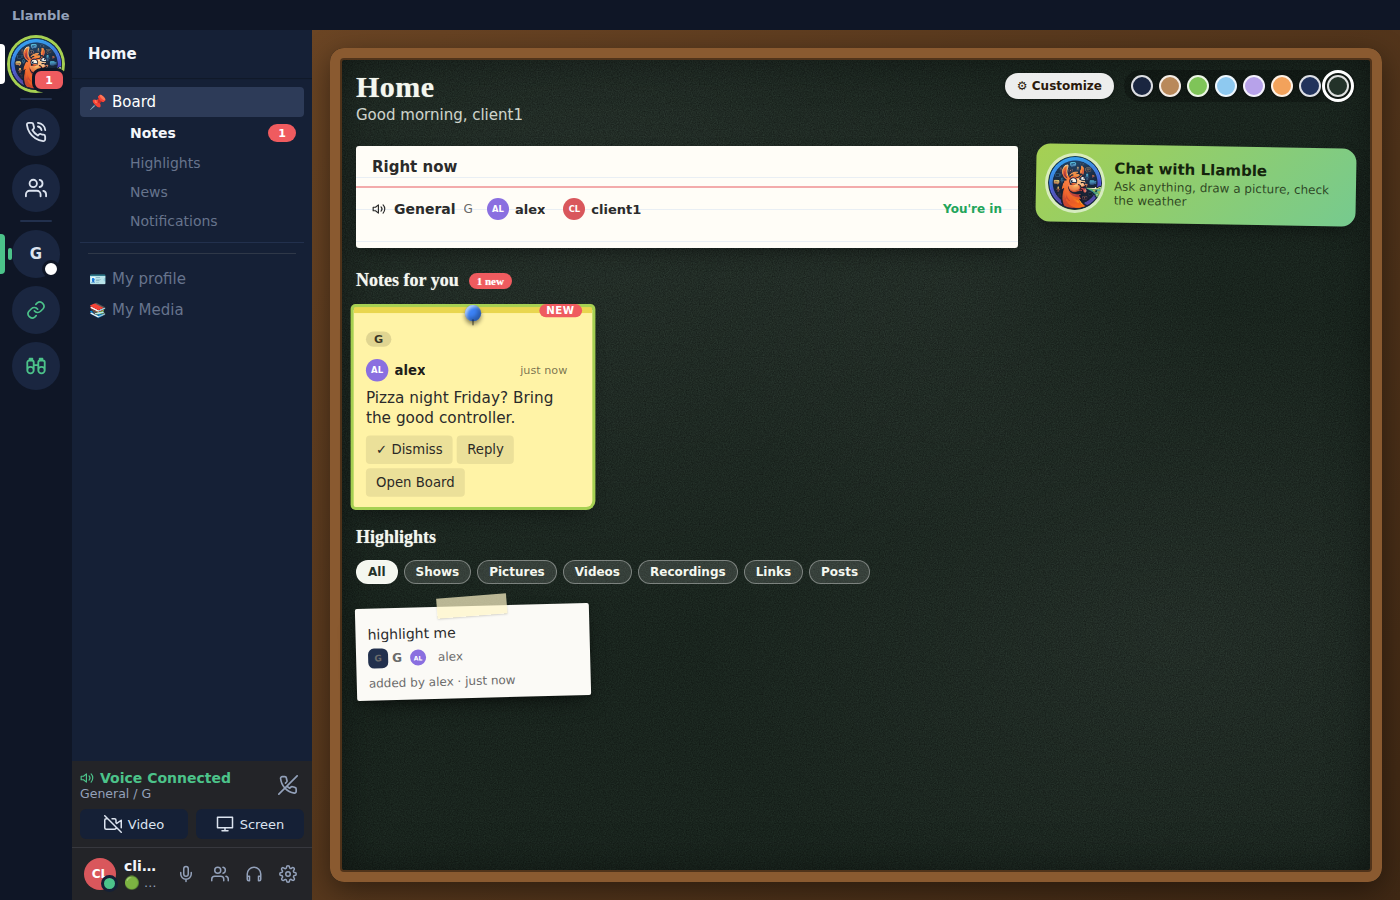 Llamble
1
G
Home
Board
Notes 1
Highlights
News
Notifications
My profile
My Media
Voice Connected
General / G
Video
Screen
CL
cli...
...
Home
Good morning, client1
Customize
Right now
General G AL alex CL client1 You're in
Chat with Llamble
Ask anything, draw a picture, check
the weather
Notes for you 1 new
NEW
G
AL alex just now
Pizza night Friday? Bring
the good controller.
✓ Dismiss Reply
Open Board
Highlights
All Shows Pictures Videos Recordings Links Posts
highlight me
G G AL alex
added by alex · just now